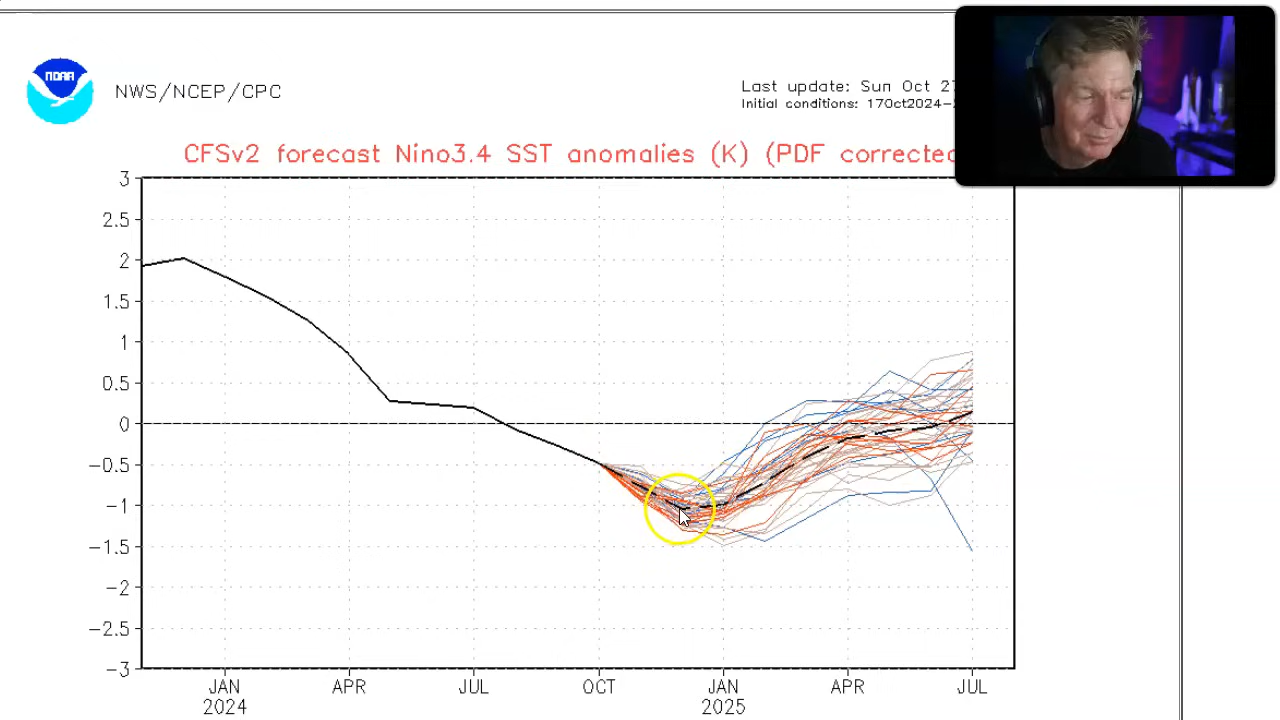 NOAA
NWS/NCEP/CPC
Last update: Sun Oct 27
Initial conditions: 17Oct2024-
CFSv2 forecast Nino3.4 SST anomalies (K) (PDF corrected
3
2.5
2
1.5
1
0.5
0
-0.5
-1
-1.5
-2
-2.5
-3
JAN APR JUL OCT JAN APR JUL
2024 2025